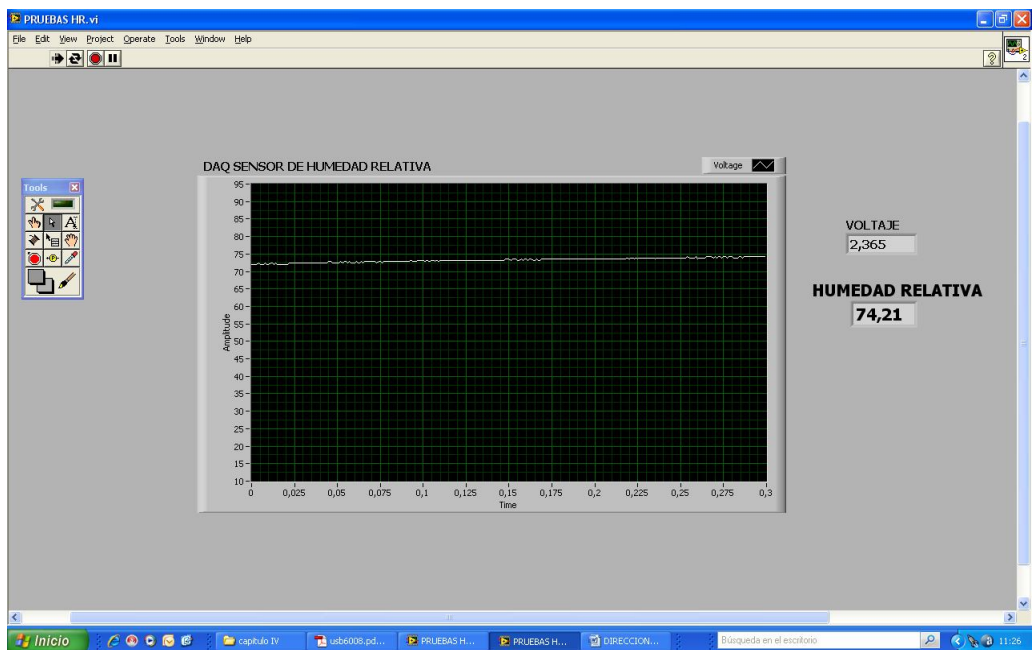 PRUEBAS HR.vi
File Edit View Project Operate Tools Window Help
2
DAQ SENSOR DE HUMEDAD RELATIVA
Voltage
Tools
95
90
85
80
75
70
65
60
55
50
45
40
35
30
25
20
15
10
Amplitude
0 0,025 0,05 0,075 0,1 0,125 0,15 0,175 0,2 0,225 0,25 0,275 0,3
Time
VOLTAJE
2,365
HUMEDAD RELATIVA
74,21
Inicio
capitulo IV
usb6008.pd...
PRUEBAS H...
PRUEBAS H...
DIRECCION...
Búsqueda en el escritorio
11:26